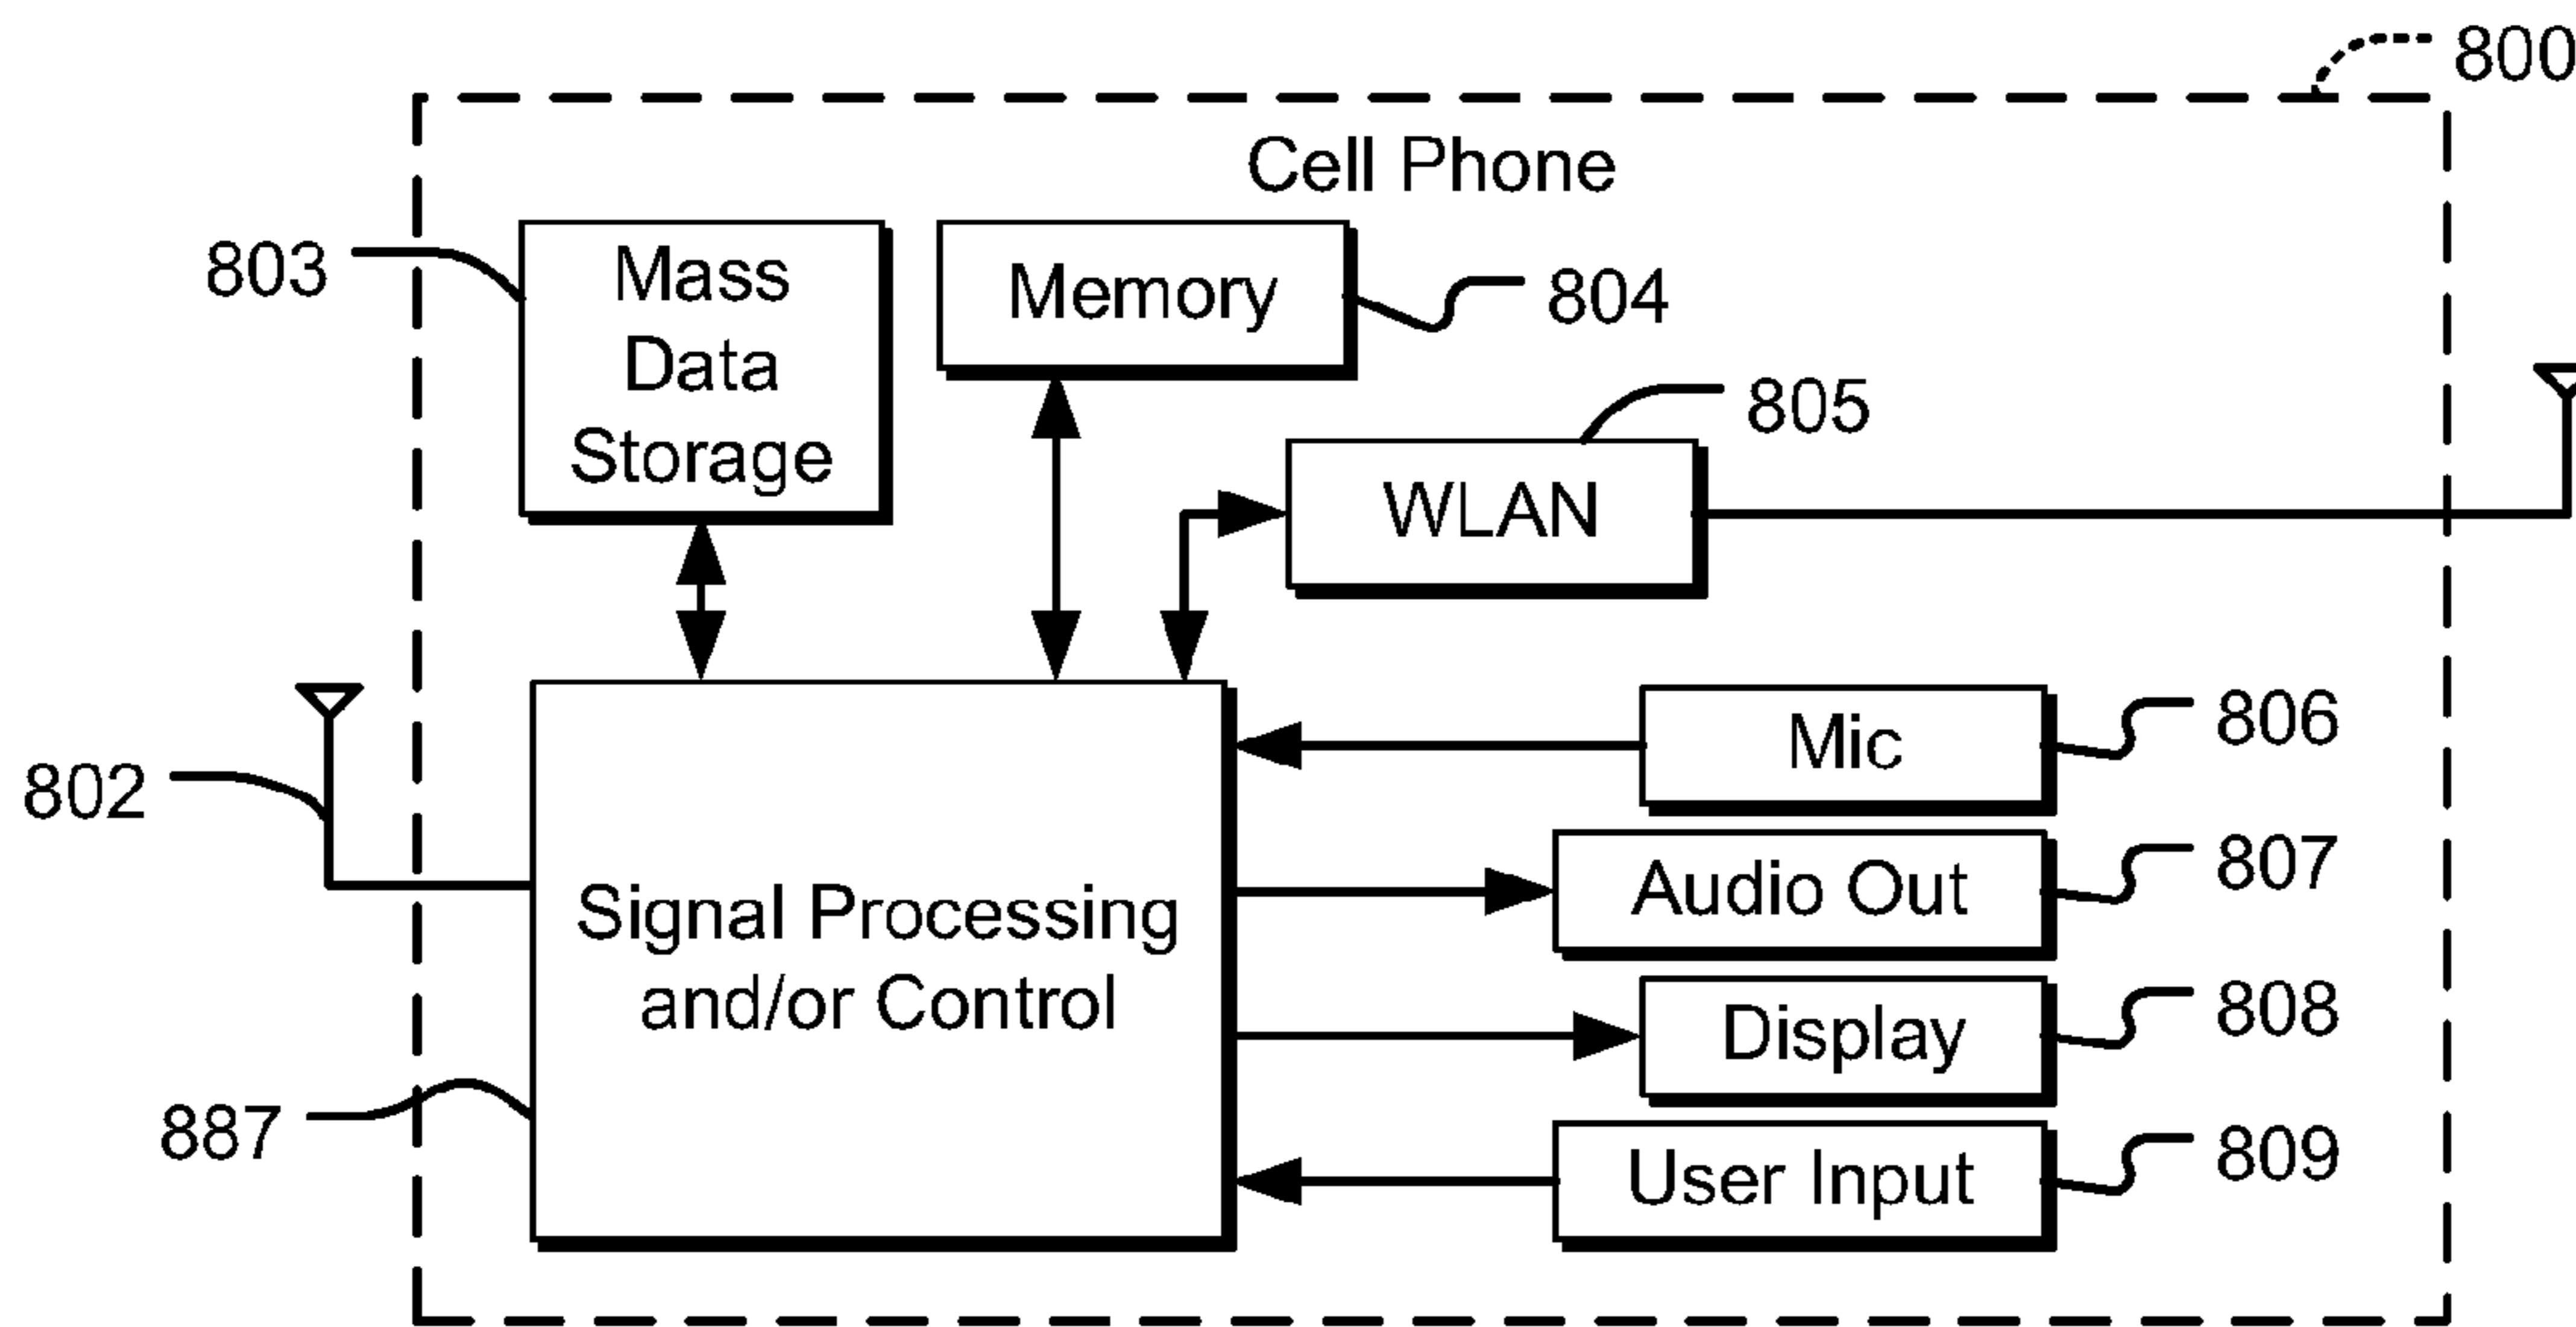 800
Cell Phone
803
Mass
Data
Storage
Memory
804
805
WLAN
802
Mic
806
Audio Out
807
Signal Processing
and/or Control
Display
808
887
User Input
809